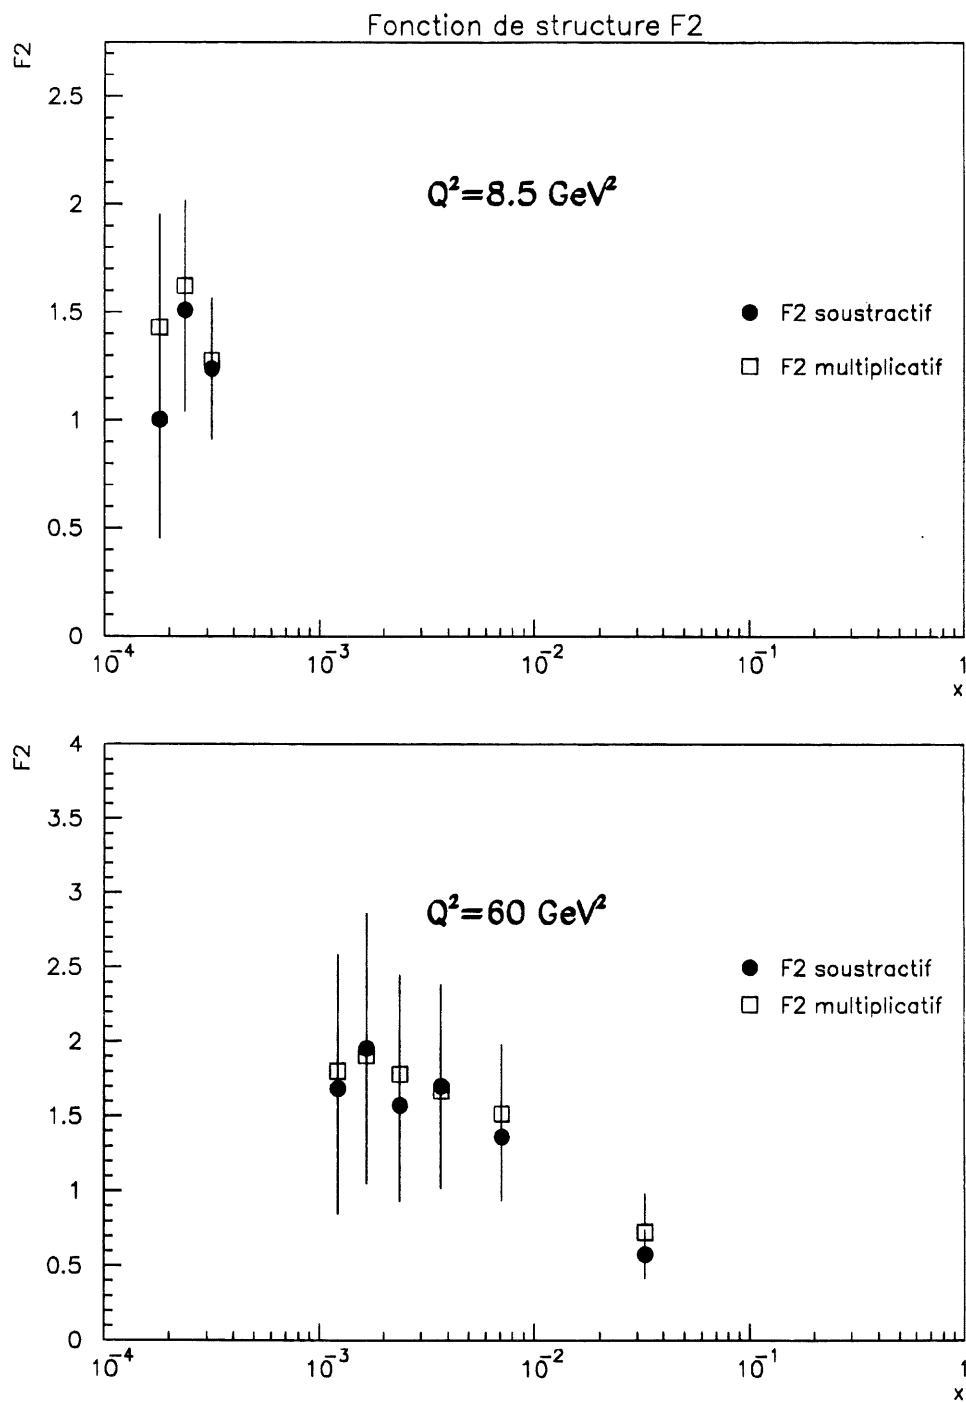 Fonction de structure F2
F2
2.5
Q²=8.5 GeV²
2
1.5
F2 soustractif
F2 multiplicatif
1
0.5
0
10⁻⁴ 10⁻³ 10⁻² 10⁻¹ 1
x
F2
4
3.5
3
Q²=60 GeV²
2.5
F2 soustractif
F2 multiplicatif
2
1.5
1
0.5
0
10⁻⁴ 10⁻³ 10⁻² 10⁻¹ 1
x